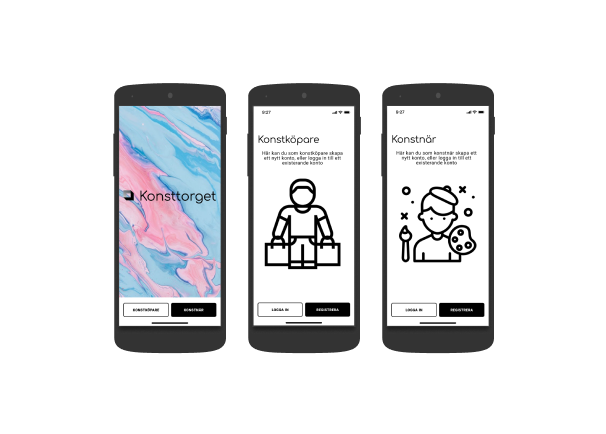 Konsttorget
KONSTKÖPARE
KONSTNÄR
9:27
Konstköpare
Här kan du som konstköpare skapa
ett nytt konto, eller logga in till ett
existerande konto
LOGGA IN
REGISTRERA
9:27
Konstnär
Här kan du som konstnär skapa ett
nytt konto, eller logga in till ett
existerande konto
LOGGA IN
REGISTRERA